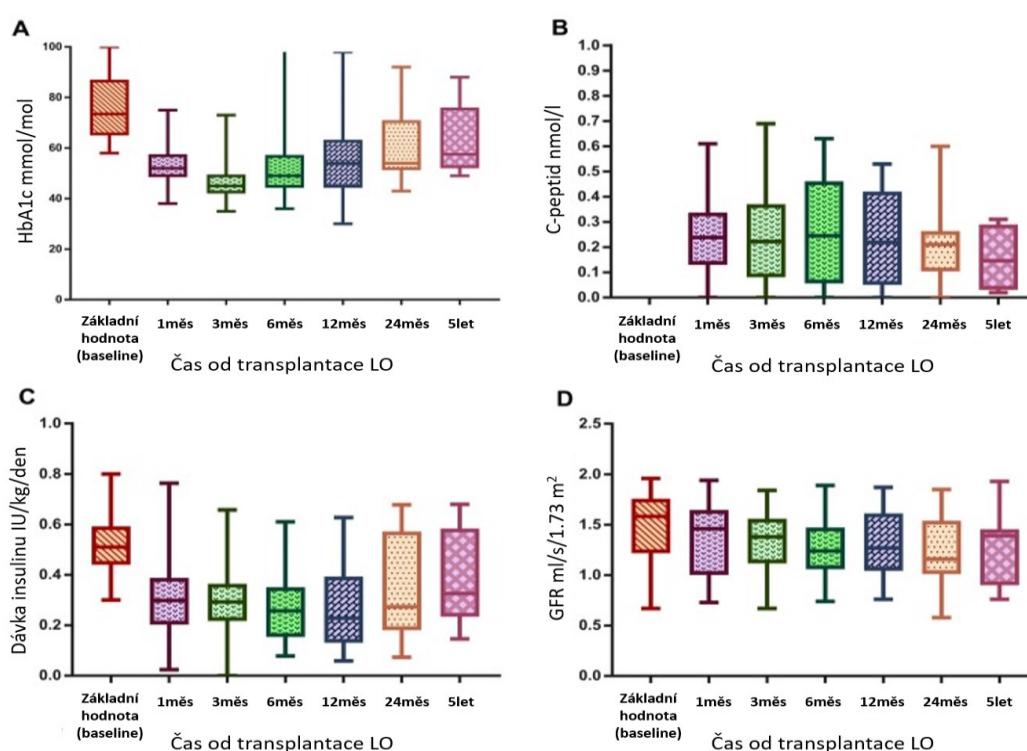 A
HbA1c mmol/mol
100
80
60
40
20
0
Základní
hodnota
(baseline)
1měs
3měs
6měs
12měs
24měs
5let
Čas od transplantace LO
B
C-peptid nmol/l
1.0
0.9
0.8
0.7
0.6
0.5
0.4
0.3
0.2
0.1
0.0
Základní
hodnota
(baseline)
1měs
3měs
6měs
12měs
24měs
5let
Čas od transplantace LO
C
Dávka insulinu IU/kg/den
1.0
0.8
0.6
0.4
0.2
0.0
Základní
hodnota
(baseline)
1měs
3měs
6měs
12měs
24měs
5let
Čas od transplantace LO
D
GFR ml/s/1.73 m²
2.5
2.0
1.5
1.0
0.5
0.0
Základní
hodnota
(baseline)
1měs
3měs
6měs
12měs
24měs
5let
Čas od transplantace LO